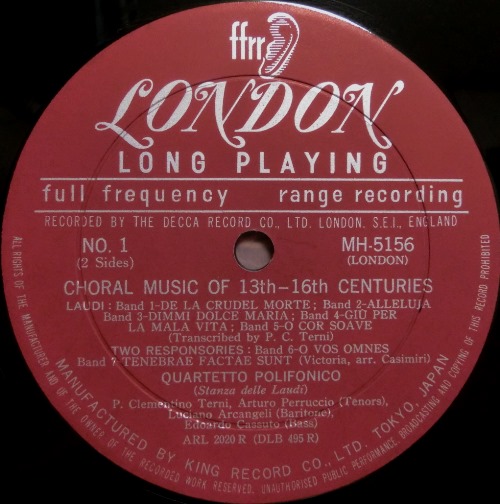 ffrr
LONDON
LONG PLAYING
full frequency range recording
RECORDED BY THE DECCA RECORD CO., LTD. LONDON. S.E.I., ENGLAND
NO. 1
(2 Sides)
MH-5156
(LONDON)
CHORAL MUSIC OF 13th-16th CENTURIES
LAUDI : Band 1-DE LA CRUDEL MORTE ; Band 2-ALLELUJA
Band 3-DIMMI DOLCE MARIA ; Band 4-GIU PER
LA MALA VITA ; Band 5-O COR SOAVE
(Transcribed by P. C. Terni)
TWO RESPONSORIES : Band 6-O VOS OMNES
Band 7 TENEBRAE FACTAE SUNT (Victoria, arr. Casimiri)
QUARTETTO POLIFONICO
(Stanza delle Laudi)
P. Clementino Terni, Arturo Perruccio (Tenors),
Luciano Arcangeli (Baritone),
Edoardo Cassuto (Bass)
ARL 2020 R (DLB 495 R)
MANUFACTURED BY KING RECORD CO., LTD. TOKYO, JAPAN
ALL RIGHTS OF THE MANUFACTURER AND OF THE OWNER OF THE RECORDED WORK RESERVED. UNAUTHORISED PUBLIC PERFORMANCE, BROADCASTING AND COPYING OF THIS RECORD PROHIBITED